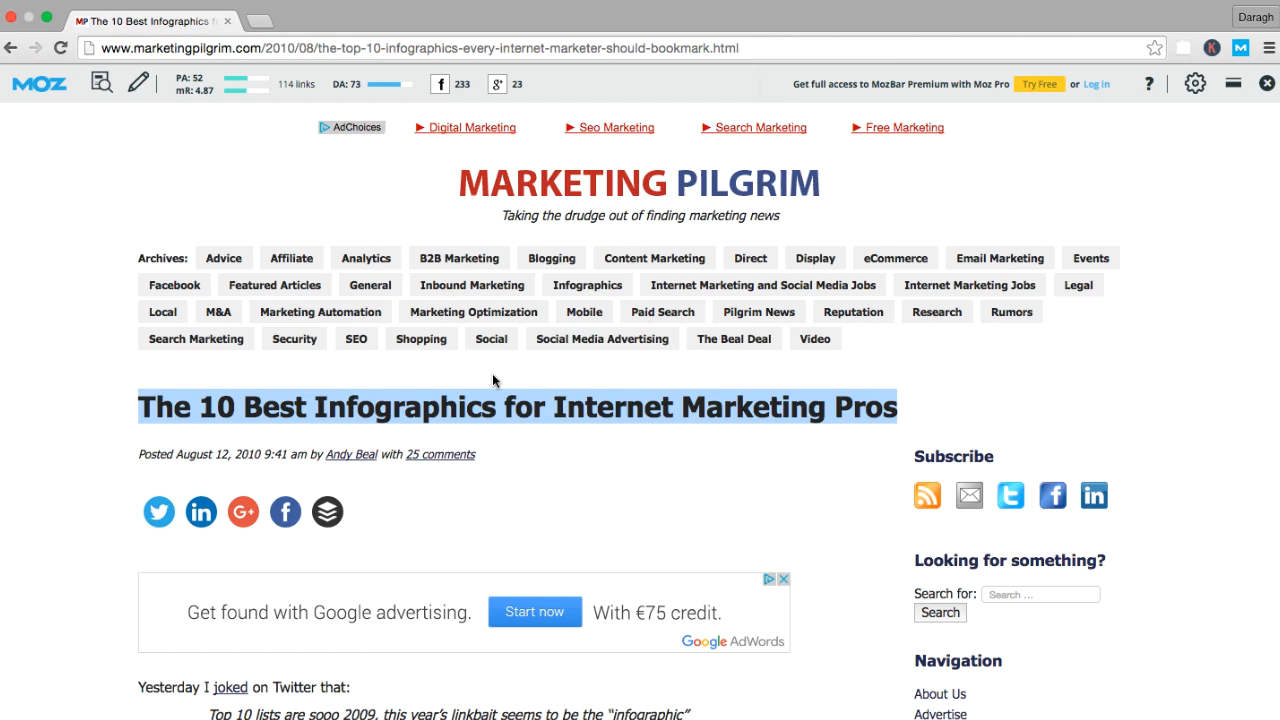 MP The 10 Best Infographics f
Daragh
www.marketingpilgrim.com/2010/08/the-top-10-infographics-every-internet-marketer-should-bookmark.html
K M
MOZ PA: 52 mR: 4.87 114 links DA: 73 f 233 g+ 23 Get full access to MozBar Premium with Moz Pro Try Free or Log in ?
AdChoices ► Digital Marketing ► Seo Marketing ► Search Marketing ► Free Marketing
MARKETING PILGRIM
Taking the drudge out of finding marketing news
Archives: Advice Affiliate Analytics B2B Marketing Blogging Content Marketing Direct Display eCommerce Email Marketing Events
Facebook Featured Articles General Inbound Marketing Infographics Internet Marketing and Social Media Jobs Internet Marketing Jobs Legal
Local M&A Marketing Automation Marketing Optimization Mobile Paid Search Pilgrim News Reputation Research Rumors
Search Marketing Security SEO Shopping Social Social Media Advertising The Beal Deal Video
The 10 Best Infographics for Internet Marketing Pros
Posted August 12, 2010 9:41 am by Andy Beal with 25 comments
in G+ f
Get found with Google advertising. Start now With €75 credit.
Google AdWords
Yesterday I joked on Twitter that:
Top 10 lists are sooo 2009, this year's linkbait seems to be the "infographic"
Subscribe
t f in
Looking for something?
Search for: Search ...
Search
Navigation
About Us
Advertise